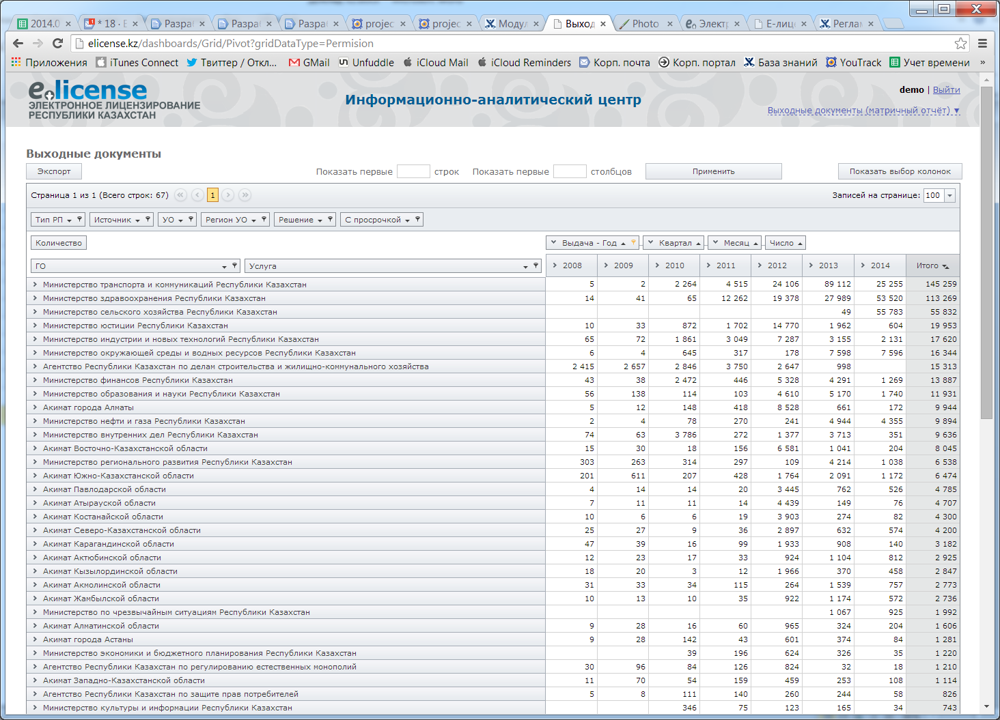 2014.0
* 18 · E
Разраб
Разраб
Разраб
projec
projec
Модул
Выход
Photo
Электр
Е-лице
Реглам
elicense.kz/dashboards/Grid/Pivot?gridDataType=Permision
Приложения iTunes Connect Твиттер / Откл... GMail Unfuddle iCloud Mail iCloud Reminders Корп. почта Корп. портал База знаний YouTrack Учет времени »
e.license
ЭЛЕКТРОННОЕ ЛИЦЕНЗИРОВАНИЕ
РЕСПУБЛИКИ КАЗАХСТАН
Информационно-аналитический центр
demo | Выйти
Выходные документы (матричный отчёт) ▼
Выходные документы
Экспорт Показать первые строк Показать первые столбцов Применить Показать выбор колонок
Страница 1 из 1 (Всего строк: 67) 1 Записей на странице: 100
Тип РП Источник УО Регион УО Решение С просрочкой
Количество Выдача - Год Квартал Месяц Число
ГО Услуга 2008 2009 2010 2011 2012 2013 2014 Итого
Министерство транспорта и коммуникаций Республики Казахстан 5 2 2 264 4 515 24 106 89 112 25 255 145 259
Министерство здравоохранения Республики Казахстан 14 41 65 12 262 19 378 27 989 53 520 113 269
Министерство сельского хозяйства Республики Казахстан 49 55 783 55 832
Министерство юстиции Республики Казахстан 10 33 872 1 702 14 770 1 962 604 19 953
Министерство индустрии и новых технологий Республики Казахстан 65 72 1 861 3 049 7 287 3 155 2 131 17 620
Министерство окружающей среды и водных ресурсов Республики Казахстан 6 4 645 317 178 7 598 7 596 16 344
Агентство Республики Казахстан по делам строительства и жилищно-коммунального хозяйства 2 415 2 657 2 846 3 750 2 647 998 15 313
Министерство финансов Республики Казахстан 43 38 2 472 446 5 328 4 291 1 269 13 887
Министерство образования и науки Республики Казахстан 56 138 114 103 4 610 5 170 1 740 11 931
Акимат города Алматы 5 12 148 418 8 528 661 172 9 944
Министерство нефти и газа Республики Казахстан 2 4 78 270 241 4 944 4 355 9 894
Министерство внутренних дел Республики Казахстан 74 63 3 786 272 1 377 3 713 351 9 636
Акимат Восточно-Казахстанской области 15 30 18 156 6 581 1 041 204 8 045
Министерство регионального развития Республики Казахстан 303 263 314 297 109 4 214 1 038 6 538
Акимат Южно-Казахстанской области 201 611 207 428 1 764 2 091 1 172 6 474
Акимат Павлодарской области 4 14 14 20 3 445 762 526 4 785
Акимат Атырауской области 7 11 11 14 4 439 149 76 4 707
Акимат Костанайской области 10 6 6 19 3 903 274 82 4 300
Акимат Северо-Казахстанской области 25 27 9 36 2 897 632 574 4 200
Акимат Карагандинской области 47 39 16 99 1 933 908 140 3 182
Акимат Актюбинской области 12 23 17 33 924 1 104 812 2 925
Акимат Кызылординской области 18 20 3 12 1 966 370 458 2 847
Акимат Акмолинской области 31 33 34 115 264 1 539 757 2 773
Акимат Жамбылской области 10 13 10 35 922 1 174 572 2 736
Министерство по чрезвычайным ситуациям Республики Казахстан 1 067 925 1 992
Акимат Алматинской области 9 28 16 60 965 324 204 1 606
Акимат города Астаны 9 28 142 43 601 374 84 1 281
Министерство экономики и бюджетного планирования Республики Казахстан 39 196 624 326 35 1 220
Агентство Республики Казахстан по регулированию естественных монополий 30 96 84 126 824 32 18 1 210
Акимат Западно-Казахстанской области 11 70 54 159 459 253 108 1 114
Агентство Республики Казахстан по защите прав потребителей 5 8 111 140 260 244 58 826
Министерство культуры и информации Республики Казахстан 346 75 123 165 34 743